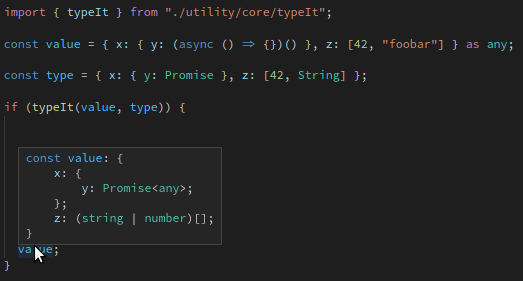 import { typeIt } from "./utility/core/typeIt";
const value = { x: { y: (async () => {})() }, z: [42, "foobar"] } as any;
const type = { x: { y: Promise }, z: [42, String] };
if (typeIt(value, type)) {
const value: {
x: {
y: Promise<any>;
};
z: (string | number)[];
}
value;
}